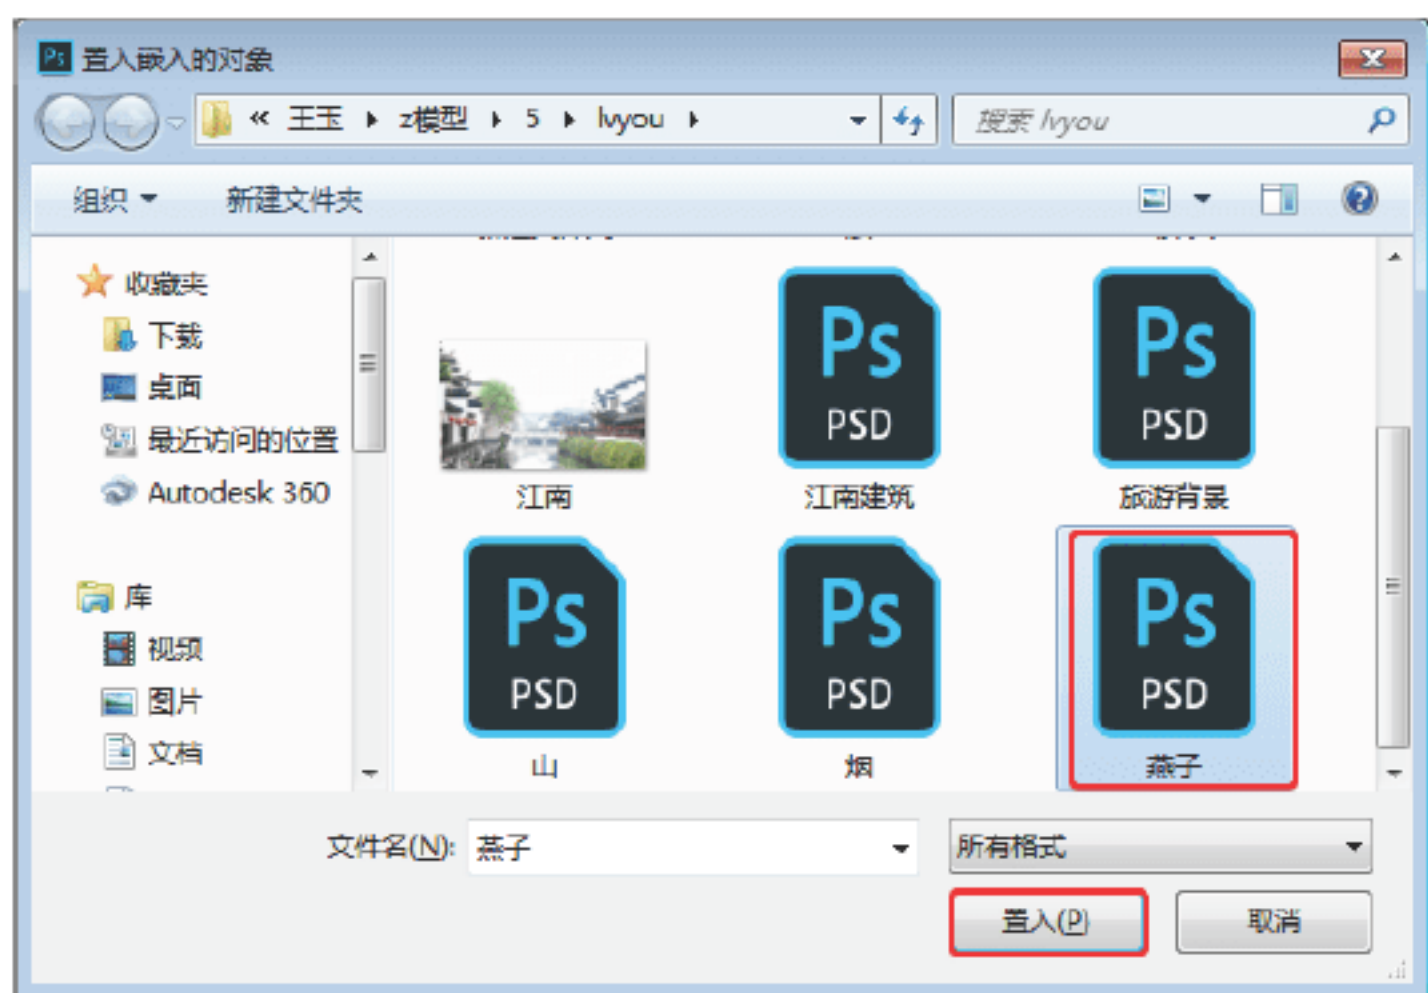 Ps 置入嵌入的对象
« 王玉 ▸ z模型 ▸ 5 ▸ lvyou ▸
搜索 lvyou
组织 新建文件夹
收藏夹
下载
桌面
最近访问的位置
Autodesk 360
库
视频
图片
文档
Ps
PSD
Ps
PSD
江南 江南建筑 旅游背景
Ps
PSD
Ps
PSD
Ps
PSD
山 烟 燕子
文件名(N): 燕子 所有格式
置入(P) 取消